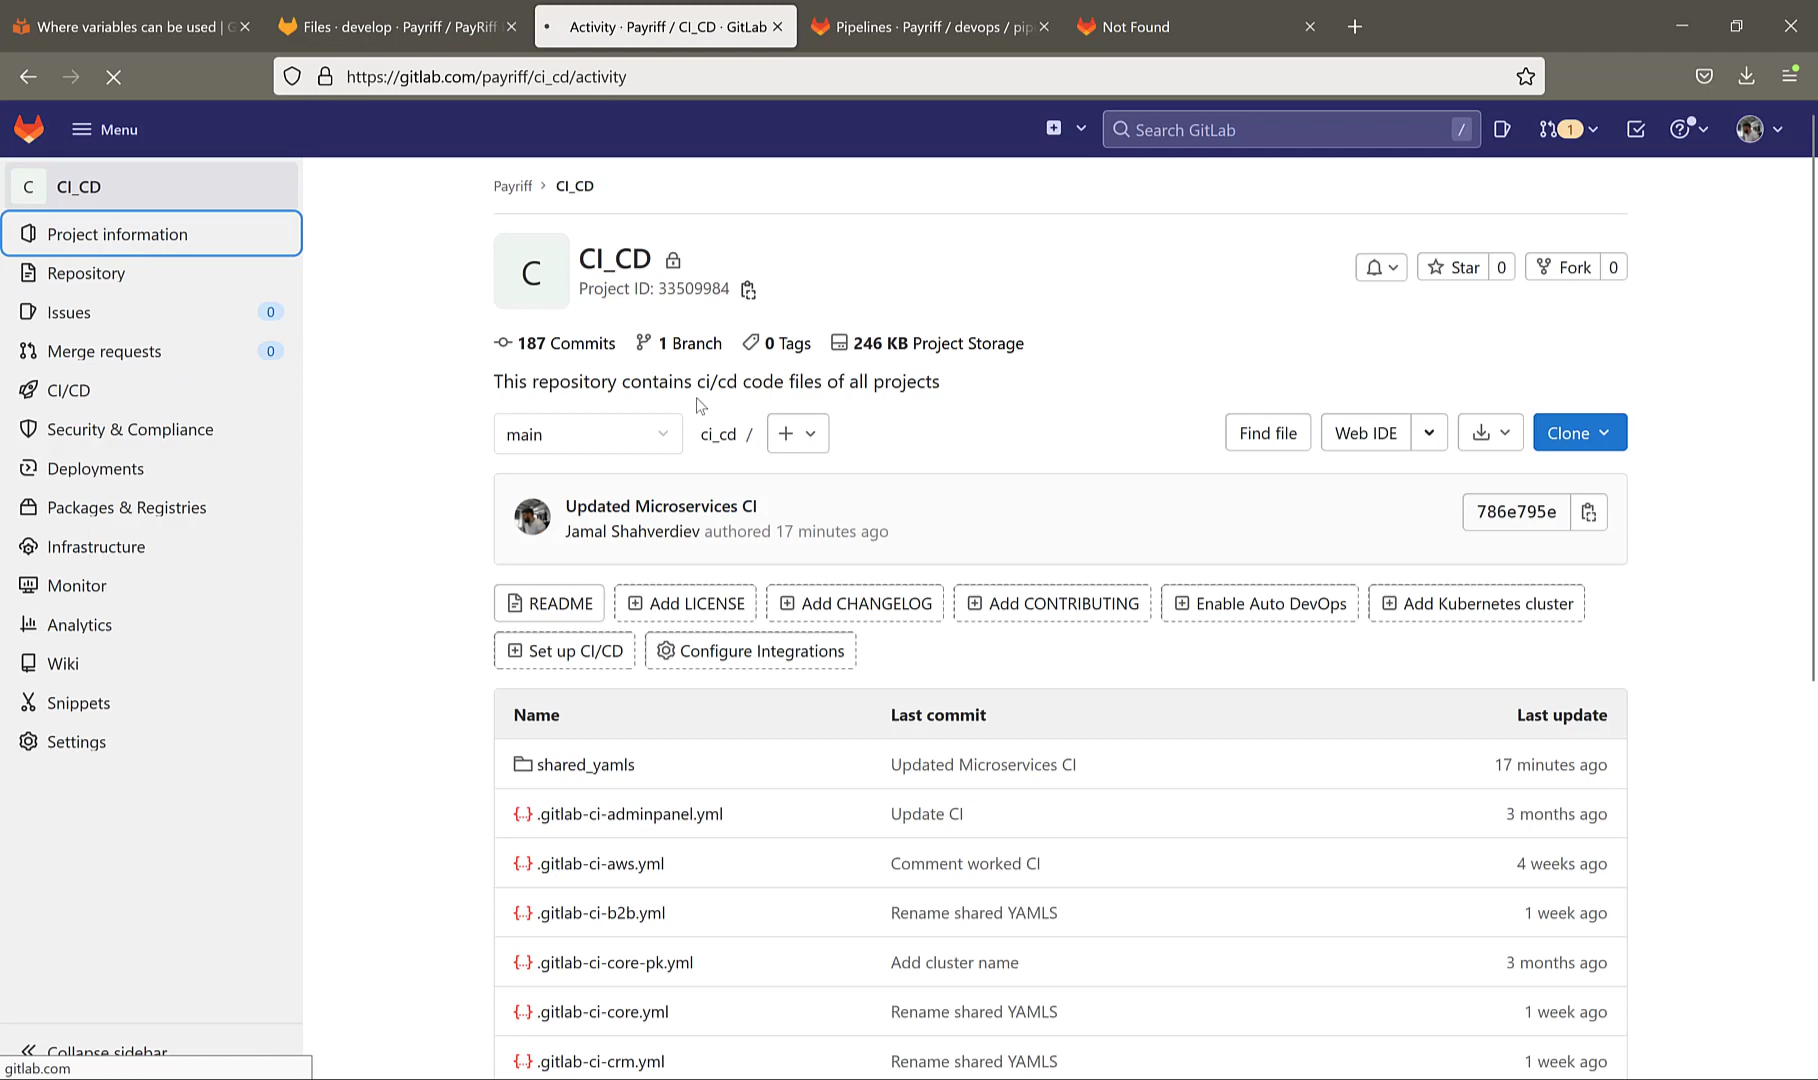 Where variables can be used | G
Files · develop · Payriff / PayRiff
Activity · Payriff / CI_CD · GitLab
Pipelines · Payriff / devops / pip
Not Found
https://gitlab.com/payriff/ci_cd/activity
Menu
Search GitLab
/
1
C
CI_CD
Project information
Repository
Issues
0
Merge requests
0
CI/CD
Security & Compliance
Deployments
Packages & Registries
Infrastructure
Monitor
Analytics
Wiki
Snippets
Settings
Collapse sidebar
gitlab.com
Payriff
CI_CD
C
CI_CD
Project ID: 33509984
Star
0
Fork
0
187 Commits
1 Branch
0 Tags
246 KB Project Storage
This repository contains ci/cd code files of all projects
main
ci_cd /
Find file
Web IDE
Clone
Updated Microservices CI
Jamal Shahverdiev authored 17 minutes ago
786e795e
README
Add LICENSE
Add CHANGELOG
Add CONTRIBUTING
Enable Auto DevOps
Add Kubernetes cluster
Set up CI/CD
Configure Integrations
Name Last commit Last update
shared_yamls Updated Microservices CI 17 minutes ago
.gitlab-ci-adminpanel.yml Update CI 3 months ago
.gitlab-ci-aws.yml Comment worked CI 4 weeks ago
.gitlab-ci-b2b.yml Rename shared YAMLS 1 week ago
.gitlab-ci-core-pk.yml Add cluster name 3 months ago
.gitlab-ci-core.yml Rename shared YAMLS 1 week ago
.gitlab-ci-crm.yml Rename shared YAMLS 1 week ago